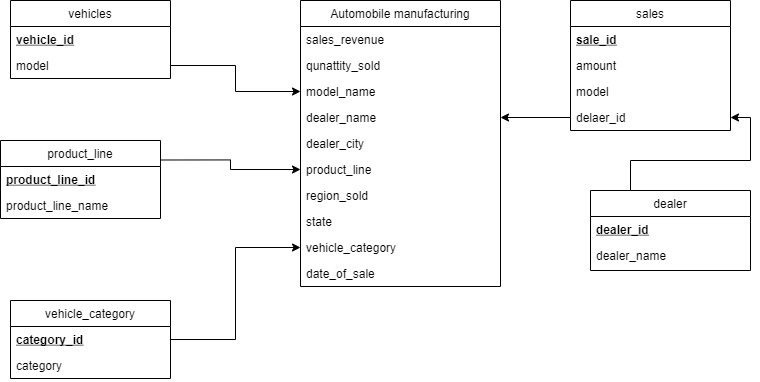 vehicles
vehicle_id
model
product_line
product_line_id
product_line_name
vehicle_category
category_id
category
Automobile manufacturing
sales_revenue
qunattity_sold
model_name
dealer_name
dealer_city
product_line
region_sold
state
vehicle_category
date_of_sale
sales
sale_id
amount
model
delaer_id
dealer
dealer_id
dealer_name